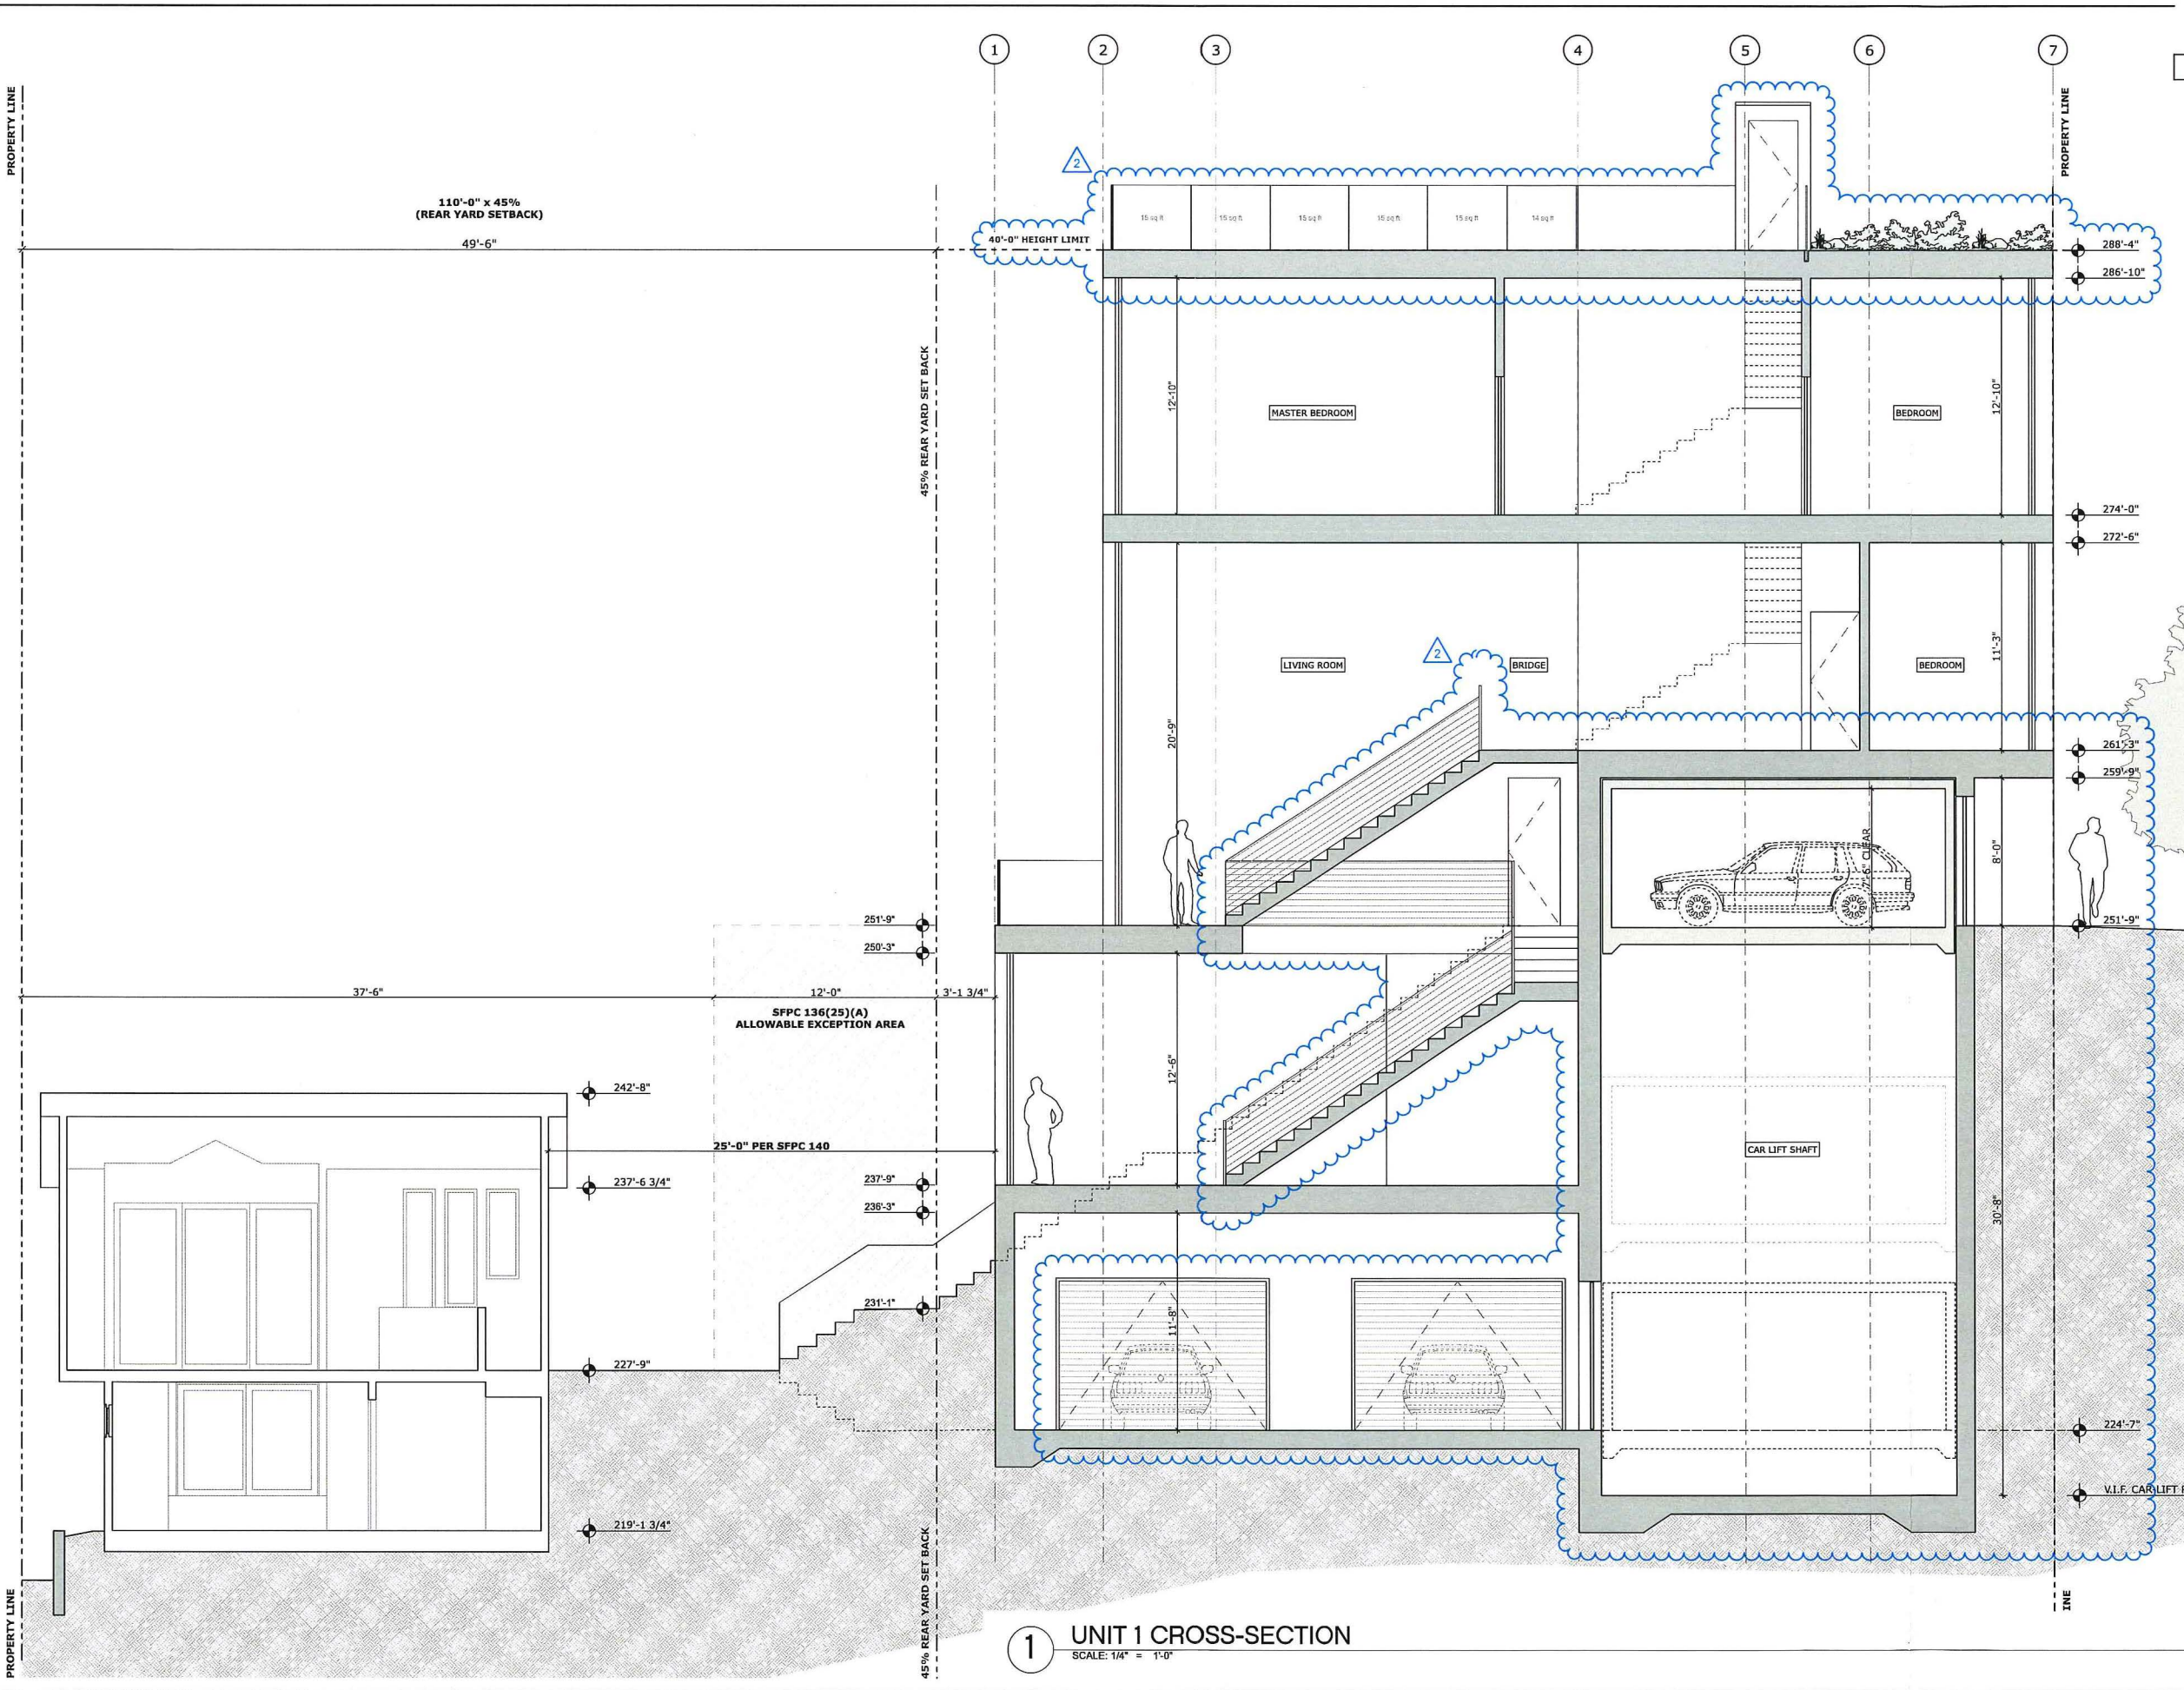 1
2
3
4
5
6
7
PROPERTY LINE
PROPERTY LINE
2
110'-0" x 45%
(REAR YARD SETBACK)
49'-6"
40'-0" HEIGHT LIMIT
15 sq ft
15 sq ft
15 sq ft
15 sq ft
15 sq ft
14 sq ft
288'-4"
286'-10"
45% REAR YARD SET BACK
12'-10"
MASTER BEDROOM
BEDROOM
12'-10"
274'-0"
272'-6"
2
LIVING ROOM
BRIDGE
BEDROOM
11'-3"
20'-9"
261'-3"
259'-9"
7'-6" CLEAR
8'-0"
251'-9"
251'-9"
250'-3"
37'-6"
12'-0"
3'-1 3/4"
SFPC 136(25)(A)
ALLOWABLE EXCEPTION AREA
12'-6"
242'-8"
25'-0" PER SFPC 140
CAR LIFT SHAFT
237'-6 3/4"
237'-9"
236'-3"
30'-8"
231'-1"
11'-8"
227'-9"
224'-7"
V.I.F. CAR LIFT
219'-1 3/4"
PROPERTY LINE
45% REAR YARD SET BACK
INE
1
UNIT 1 CROSS-SECTION
SCALE: 1/4" = 1'-0"